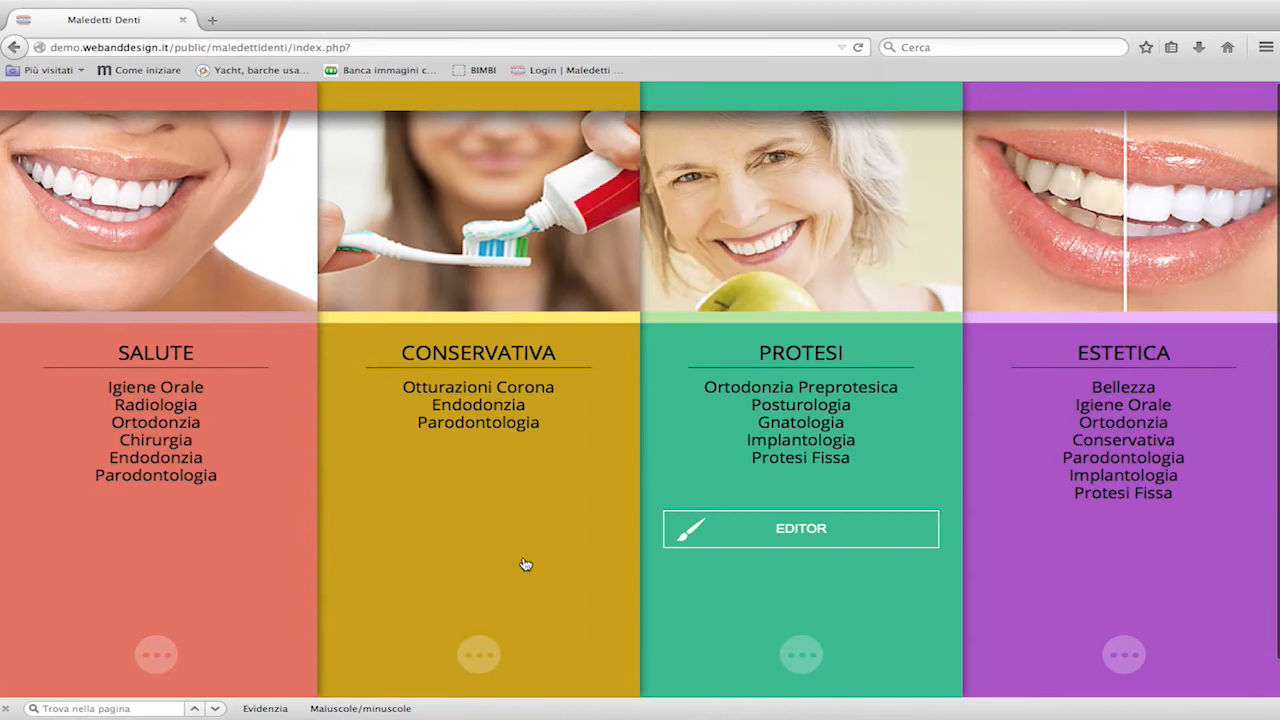 Maledetti Denti
demo.webanddesign.it/public/maledettidenti/index.php?
Cerca
Più visitati
Come iniziare
Yacht, barche usa...
Banca immagini c...
BIMBI
Login | Maledetti ...
SALUTE
Igiene Orale
Radiologia
Ortodonzia
Chirurgia
Endodonzia
Parodontologia
CONSERVATIVA
Otturazioni Corona
Endodonzia
Parodontologia
PROTESI
Ortodonzia Preprotesica
Posturologia
Gnatologia
Implantologia
Protesi Fissa
EDITOR
ESTETICA
Bellezza
Igiene Orale
Ortodonzia
Conservativa
Parodontologia
Implantologia
Protesi Fissa
Trova nella pagina
Evidenzia
Maiuscole/minuscole